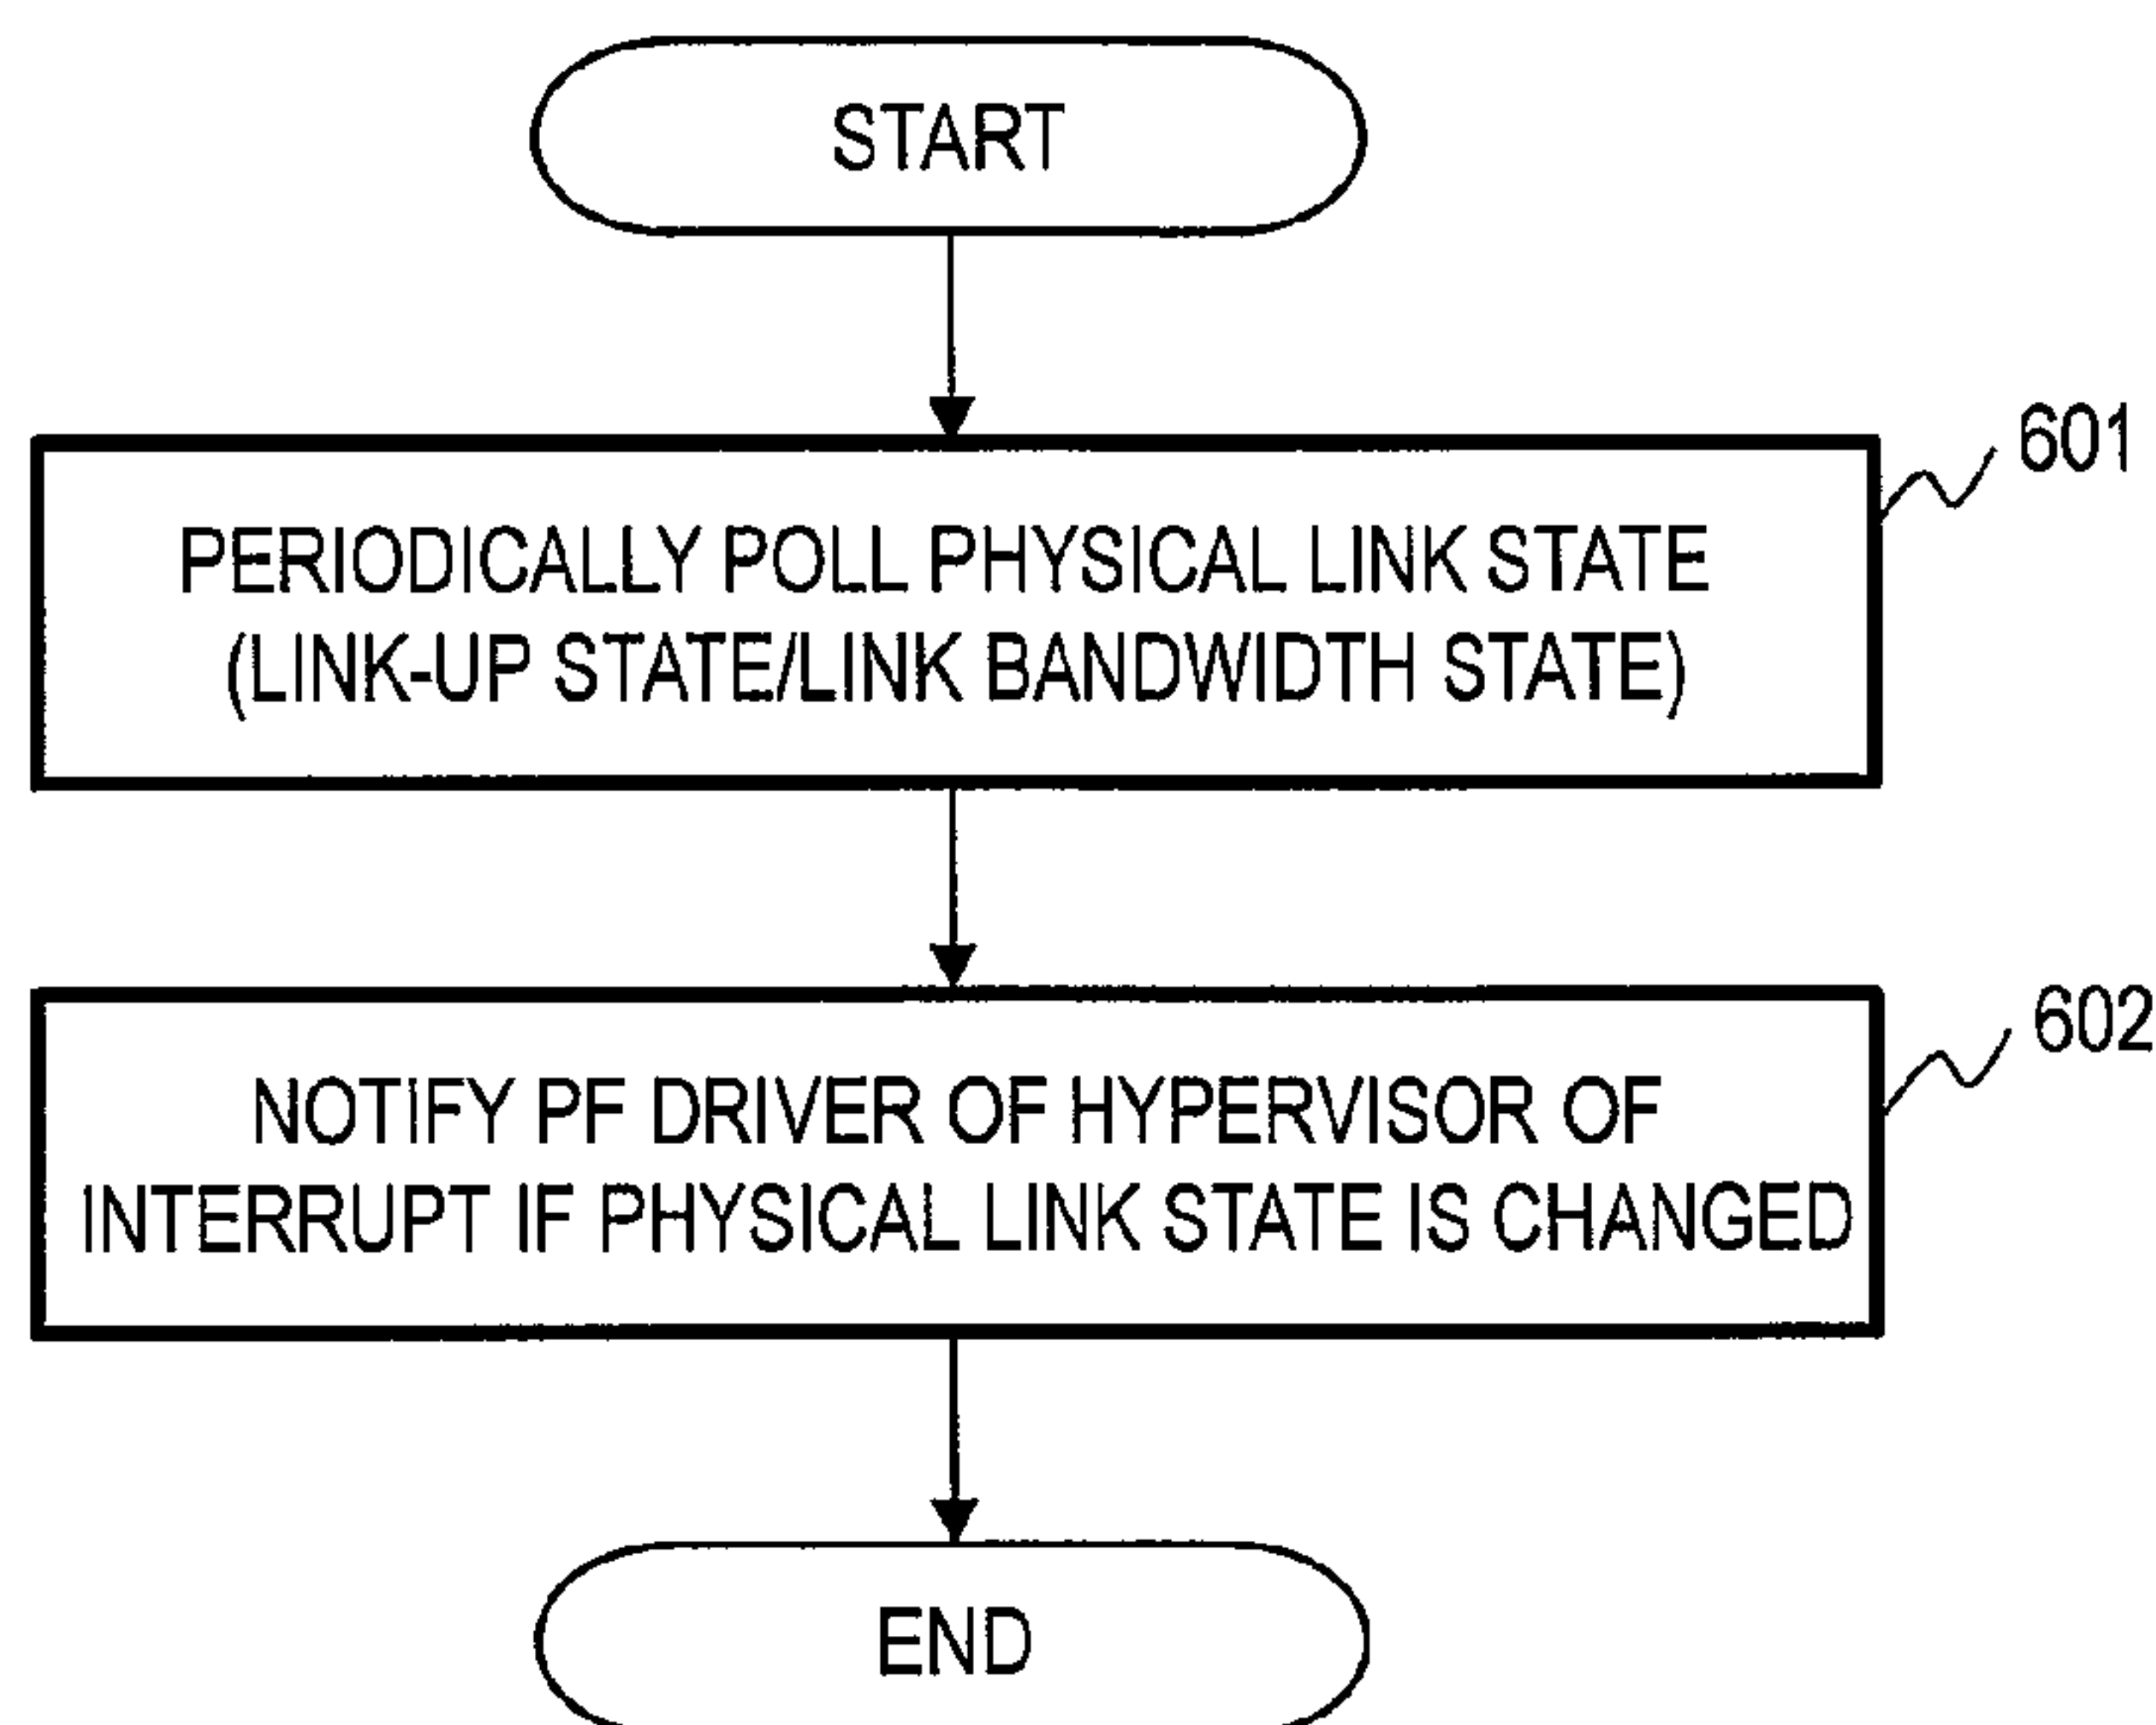 START
601
PERIODICALLY POLL PHYSICAL LINK STATE
(LINK-UP STATE/LINK BANDWIDTH STATE)
602
NOTIFY PF DRIVER OF HYPERVISOR OF
INTERRUPT IF PHYSICAL LINK STATE IS CHANGED
END